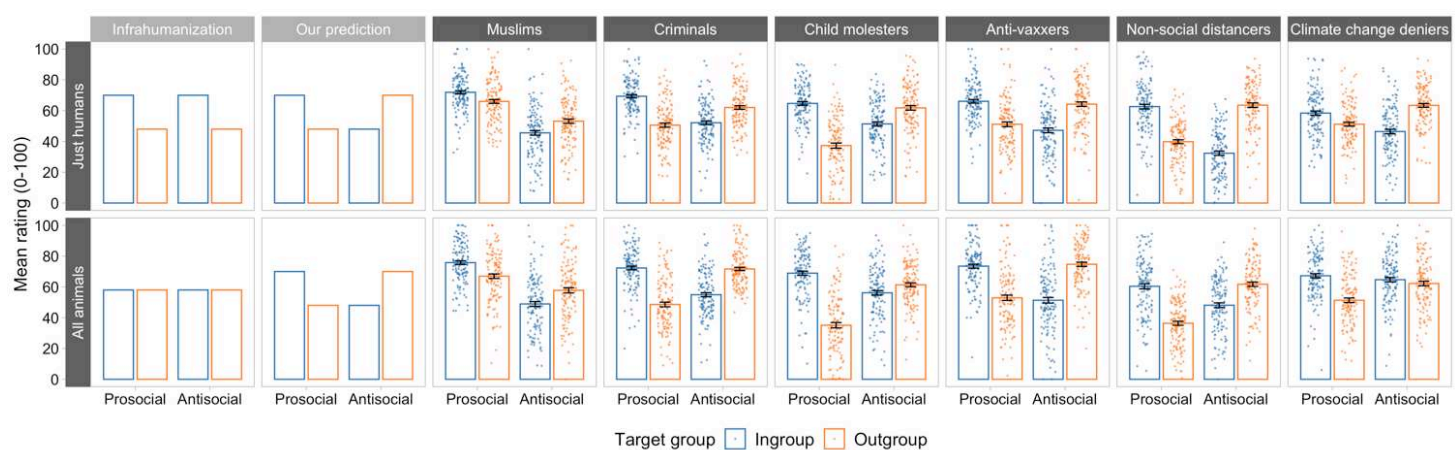 Infrahumanization Our prediction Muslims Criminals Child molesters Anti-vaxxers Non-social distancers Climate change deniers
Mean rating (0-100)
Just humans
100
80
60
40
20
0
All animals
100
80
60
40
20
0
Prosocial Antisocial Prosocial Antisocial Prosocial Antisocial Prosocial Antisocial Prosocial Antisocial Prosocial Antisocial Prosocial Antisocial Prosocial Antisocial
Target group Ingroup Outgroup